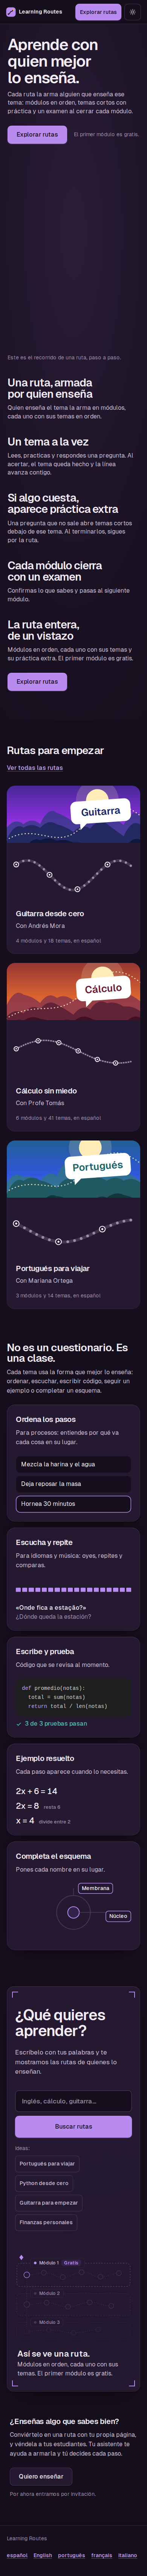 Learning Routes
Explorar rutas
Aprende con
quien mejor
lo enseña.
Cada ruta la arma alguien que enseña ese
tema: módulos en orden, temas cortos con
práctica y un examen al cerrar cada módulo.
Explorar rutas
El primer módulo es gratis.
Este es el recorrido de una ruta, paso a paso.
Una ruta, armada
por quien enseña
Quien enseña el tema la arma en módulos,
cada uno con sus temas en orden.
Un tema a la vez
Lees, practicas y respondes una pregunta. Al
acertar, el tema queda hecho y la línea
avanza contigo.
Si algo cuesta,
aparece práctica extra
Una pregunta que no sale abre temas cortos
debajo de ese tema. Al terminarlos, sigues
por la ruta.
Cada módulo cierra
con un examen
Confirmas lo que sabes y pasas al siguiente
módulo.
La ruta entera,
de un vistazo
Módulos en orden, cada uno con sus temas y
su práctica extra. El primer módulo es gratis.
Explorar rutas
Rutas para empezar
Ver todas las rutas
Guitarra
Guitarra desde cero
Con Andrés Mora
4 módulos y 18 temas, en español
Cálculo
Cálculo sin miedo
Con Profe Tomás
6 módulos y 41 temas, en español
Portugués
Portugués para viajar
Con Mariana Ortega
3 módulos y 14 temas, en español
No es un cuestionario. Es
una clase.
Cada tema usa la forma que mejor lo enseña:
ordenar, escuchar, escribir código, seguir un
ejemplo o completar un esquema.
Ordena los pasos
Para procesos: entiendes por qué va
cada cosa en su lugar.
Mezcla la harina y el agua
Deja reposar la masa
Hornea 30 minutos
Escucha y repite
Para idiomas y música: oyes, repites y
comparas.
«Onde fica a estação?»
¿Dónde queda la estación?
Escribe y prueba
Código que se revisa al momento.
def promedio(notas):
total = sum(notas)
return total / len(notas)
✓ 3 de 3 pruebas pasan
Ejemplo resuelto
Cada paso aparece cuando lo necesitas.
2x + 6 = 14
2x = 8 resta 6
x = 4 divide entre 2
Completa el esquema
Pones cada nombre en su lugar.
Membrana
Núcleo
¿Qué quieres
aprender?
Escríbelo con tus palabras y te
mostramos las rutas de quienes lo
enseñan.
Inglés, cálculo, guitarra…
Buscar rutas
Ideas:
Portugués para viajar
Python desde cero
Guitarra para empezar
Finanzas personales
Módulo 1 Gratis
Módulo 2
Módulo 3
Así se ve una ruta.
Módulos en orden, cada uno con sus
temas. El primer módulo es gratis.
¿Enseñas algo que sabes bien?
Conviértelo en una ruta con tu propia página,
y véndela a tus estudiantes. Tu asistente te
ayuda a armarla y tú decides cada paso.
Quiero enseñar
Por ahora entramos por invitación.
Learning Routes
español English português français italiano